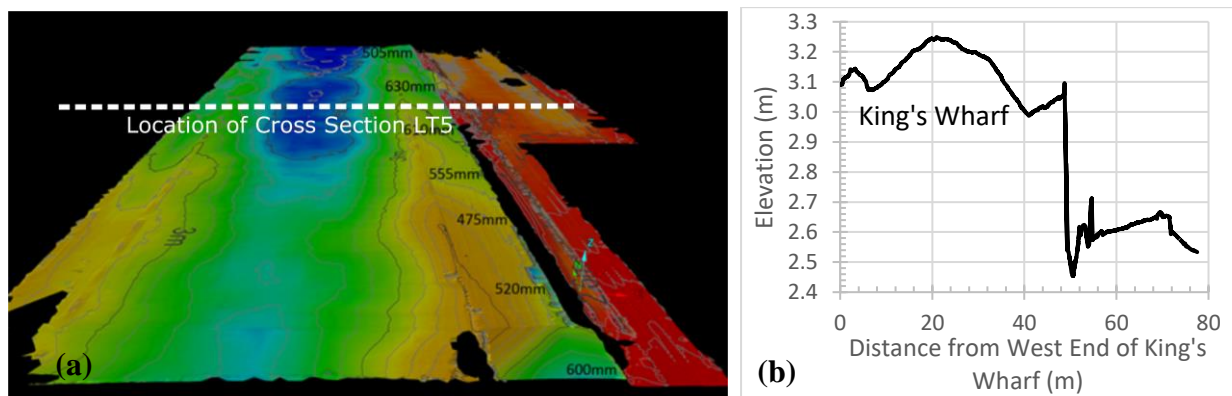 505mm
630mm
Location of Cross Section LT5
555mm
475mm
3m
520mm
600mm
(a)
3.3
3.2
3.1
3.0
2.9
2.8
2.7
2.6
2.5
2.4
King's Wharf
Elevation (m)
0
20
40
60
80
Distance from West End of King's
Wharf (m)
(b)